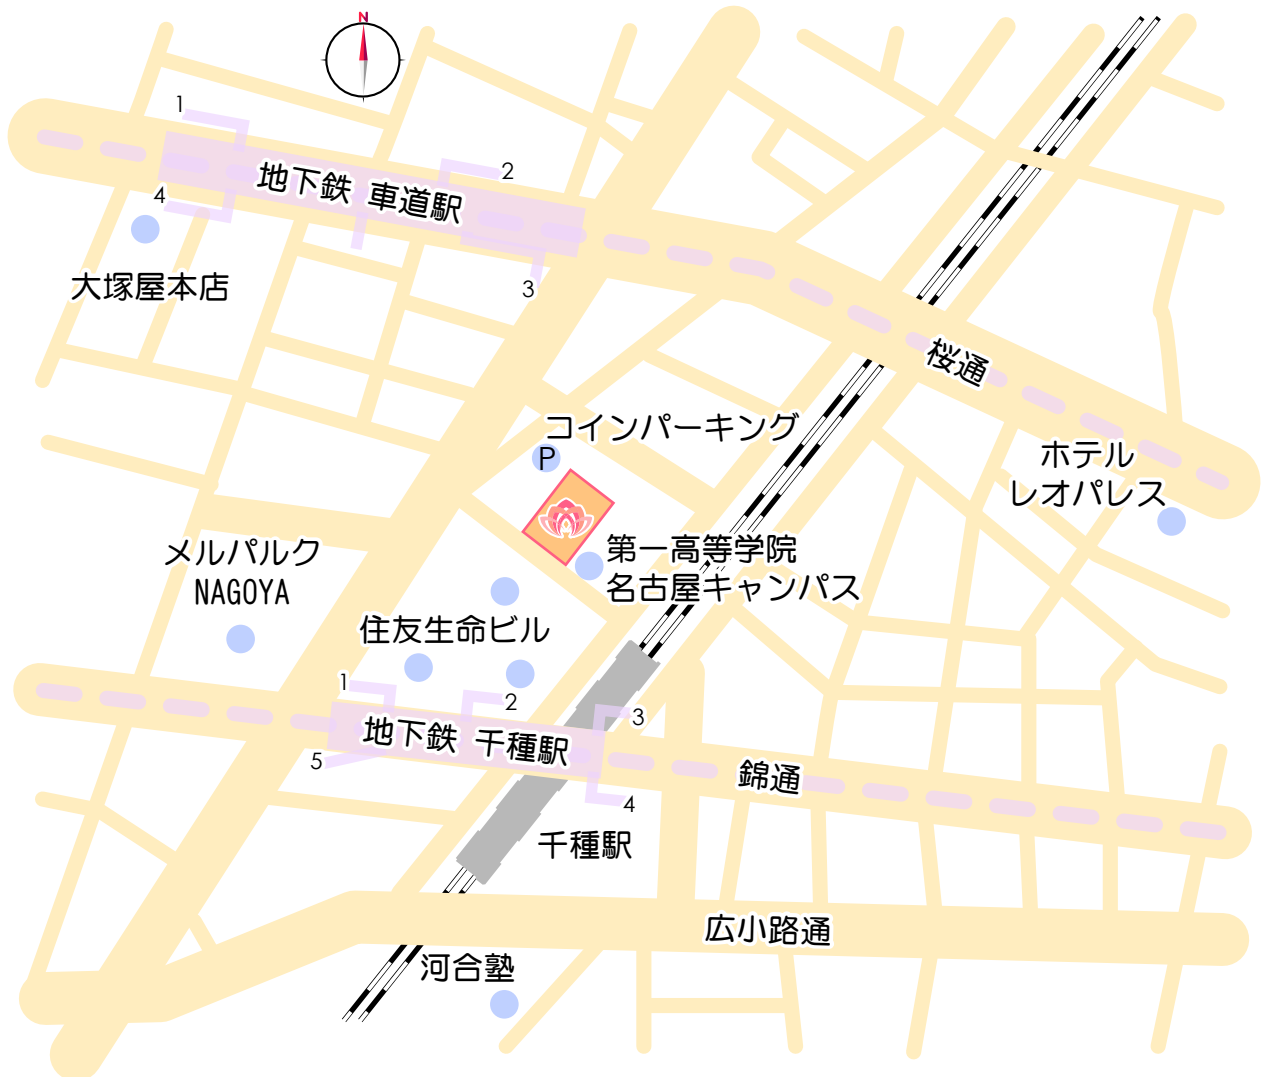 N
1
地下鉄 車道駅
2
4
大塚屋本店
3
桜通
コインパーキング
P
ホテル
レオパレス
第一高等学院
名古屋キャンパス
メルパルク
NAGOYA
住友生命ビル
1
2
3
地下鉄 千種駅
5
錦通
4
千種駅
広小路通
河合塾